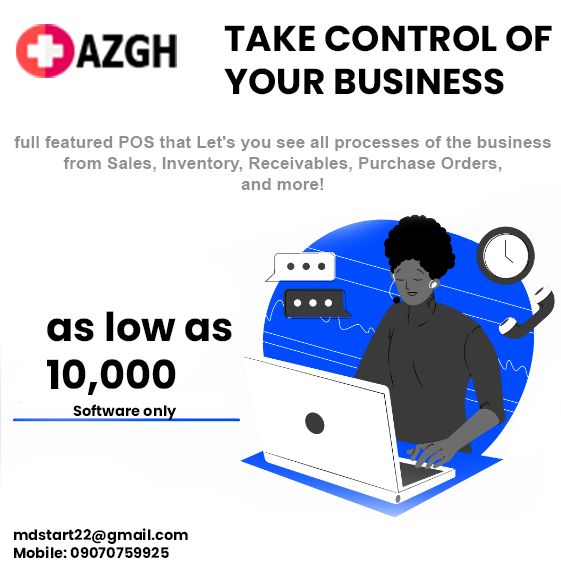 AZGH
TAKE CONTROL OF
YOUR BUSINESS
full featured POS that Let's you see all processes of the business
from Sales, Inventory, Receivables, Purchase Orders,
and more!
as low as
10,000
Software only
mdstart22@gmail.com
Mobile: 09070759925